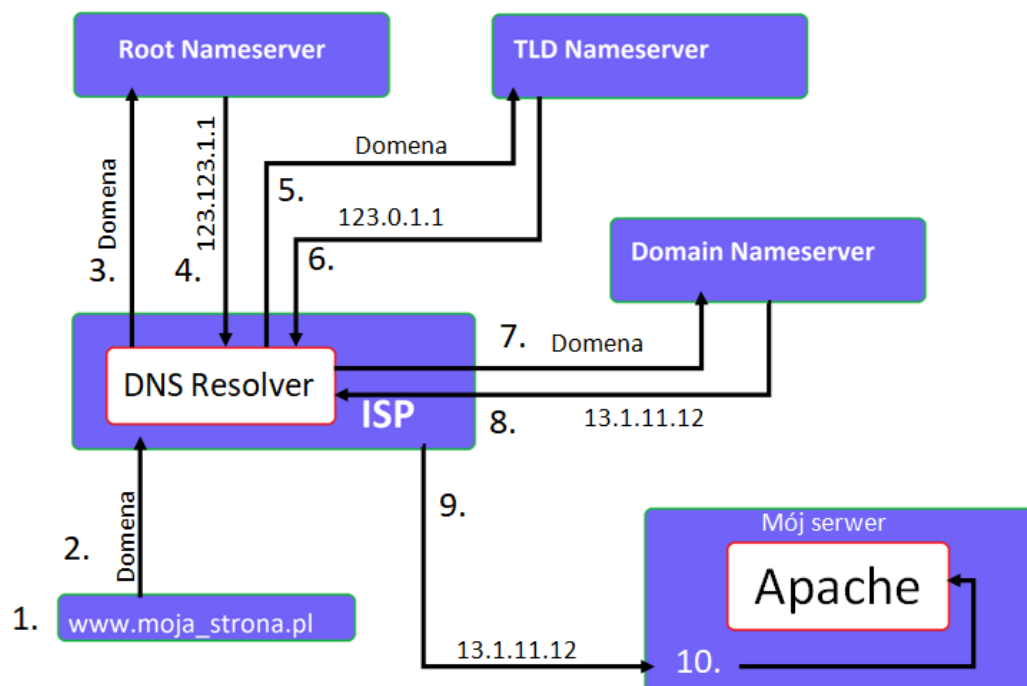 Root Nameserver
TLD Nameserver
Domena
123.123.1.1
Domena
3.
4.
5.
123.0.1.1
6.
Domain Nameserver
7.
Domena
DNS Resolver
ISP
8.
13.1.11.12
9.
2.
Domena
1.
www.moja_strona.pl
Mój serwer
Apache
13.1.11.12
10.